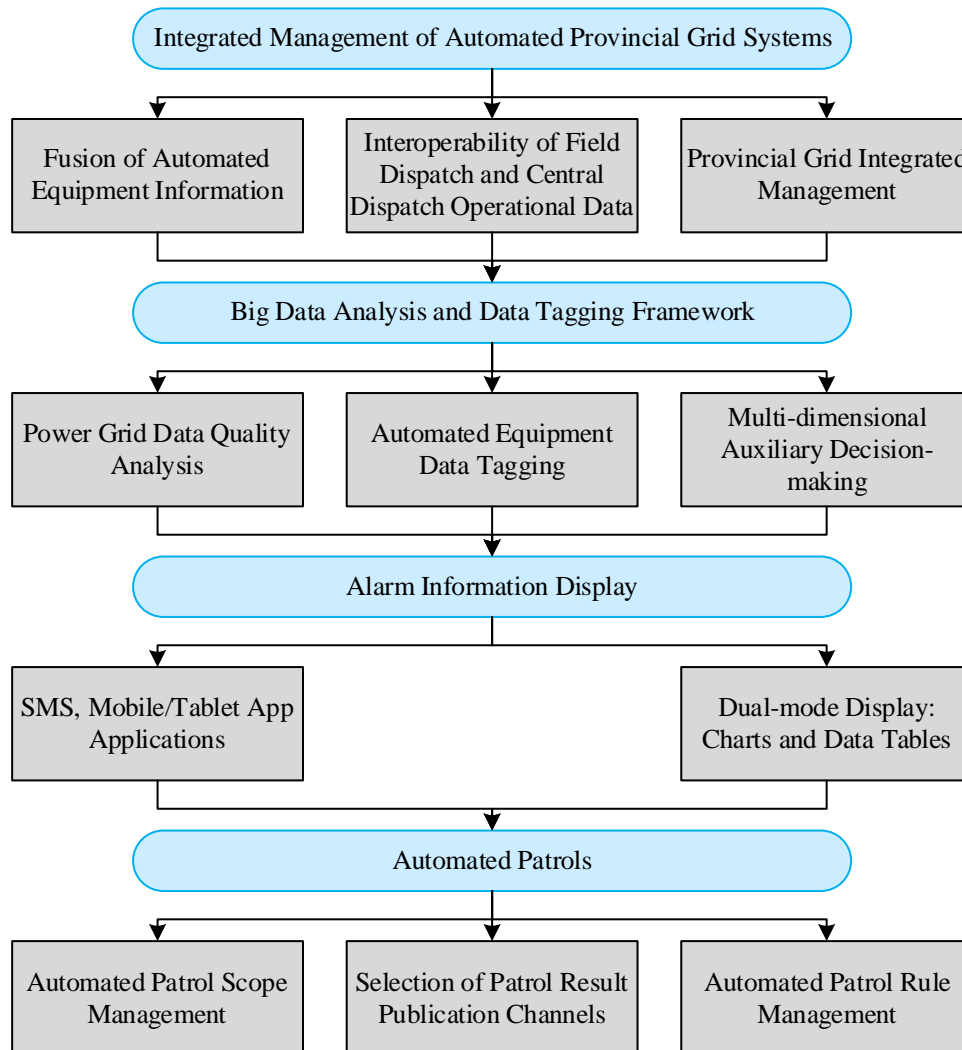 Integrated Management of Automated Provincial Grid Systems
Fusion of Automated
Equipment Information
Interoperability of Field
Dispatch and Central
Dispatch Operational Data
Provincial Grid Integrated
Management
Big Data Analysis and Data Tagging Framework
Power Grid Data Quality
Analysis
Automated Equipment
Data Tagging
Multi-dimensional
Auxiliary Decision-
making
Alarm Information Display
SMS, Mobile/Tablet App
Applications
Dual-mode Display:
Charts and Data Tables
Automated Patrols
Automated Patrol Scope
Management
Selection of Patrol Result
Publication Channels
Automated Patrol Rule
Management